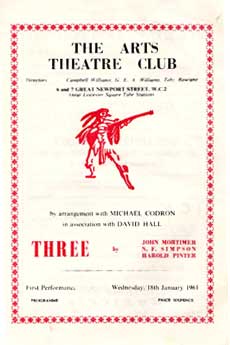 THE ARTS
THEATRE CLUB
Directors Campbell Williams, G. E. A. Williams, Toby Rowland
6 and 7 GREAT NEWPORT STREET, W.C.2
(Near Leicester Square Tube Station)
by arrangement with MICHAEL CODRON
in association with DAVID HALL
THREE by
JOHN MORTIMER
N. F. SIMPSON
HAROLD PINTER
First Performance Wednesday, 18th January 1961
PROGRAMME PRICE SIXPENCE